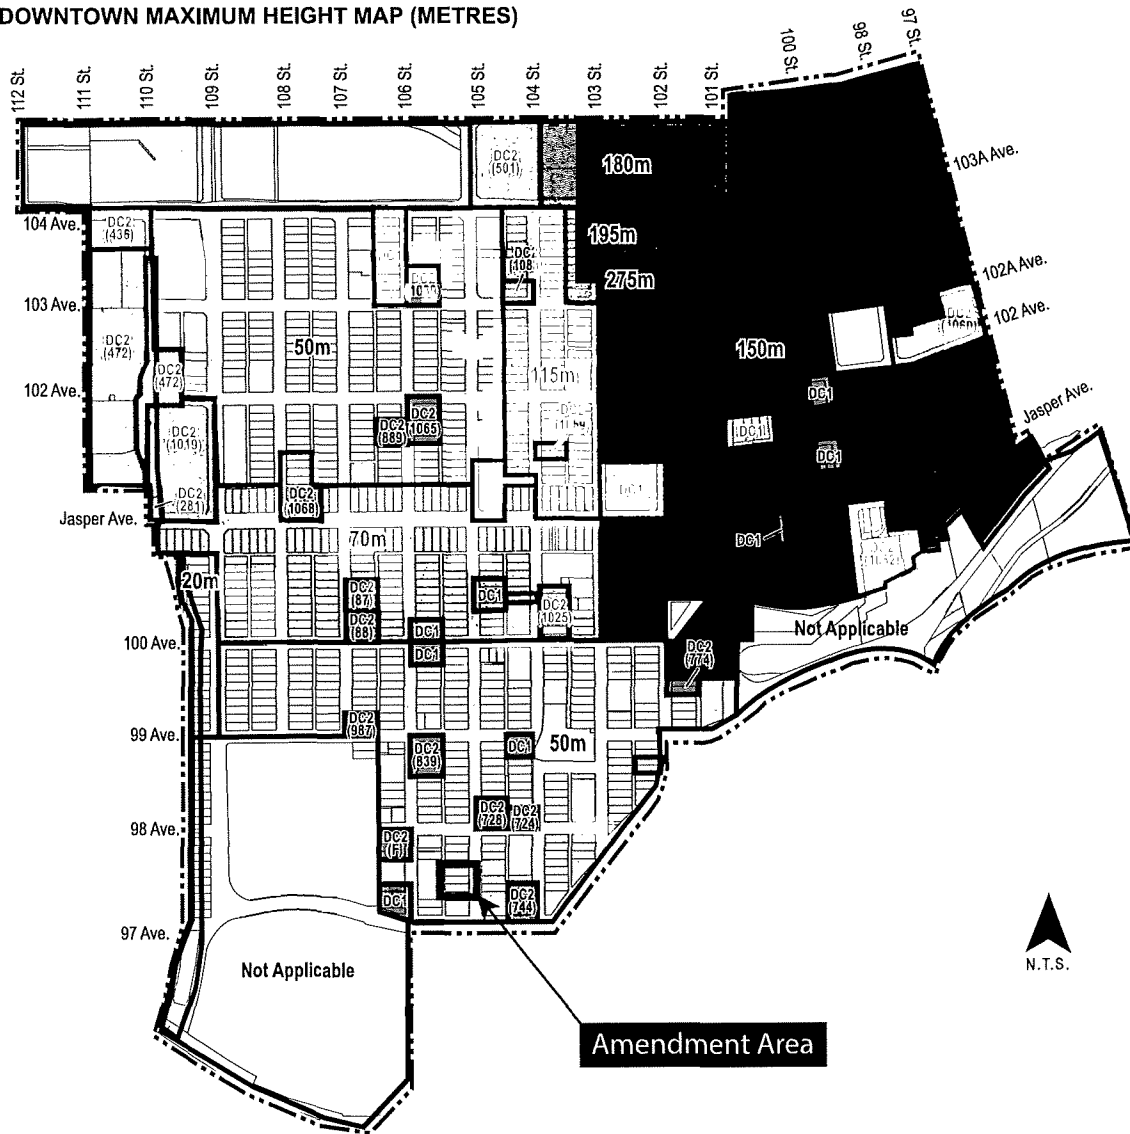 DOWNTOWN MAXIMUM HEIGHT MAP (METRES)
112 St.
111 St.
110 St.
109 St.
108 St.
107 St.
106 St.
105 St.
104 St.
103 St.
102 St.
101 St.
100 St.
98 St.
97 St.
103A Ave.
102A Ave.
102 Ave.
Jasper Ave.
104 Ave.
103 Ave.
102 Ave.
Jasper Ave.
100 Ave.
99 Ave.
98 Ave.
97 Ave.
DC2
(501)
180m
DC2
(436)
195m
DC2
(108
275m
DC2
(472)
50m
150m
DC2
(472)
115m
DC1
DC2
(889)
DC2
1065
DC2
(1019)
DC1
DC1
DC2
(281)
DC2
(1068)
DC1
70m
DC1
20m
DC2
(87)
DC2
(88)
DC1
DC2
1025
DC1
DC1
Not Applicable
DC2
(774)
DC2
(987)
DC2
(839)
DC1
50m
DC2
(728)
DC2
(724)
DC2
(F)
DC1
DC2
(744)
Not Applicable
Amendment Area
N.T.S.